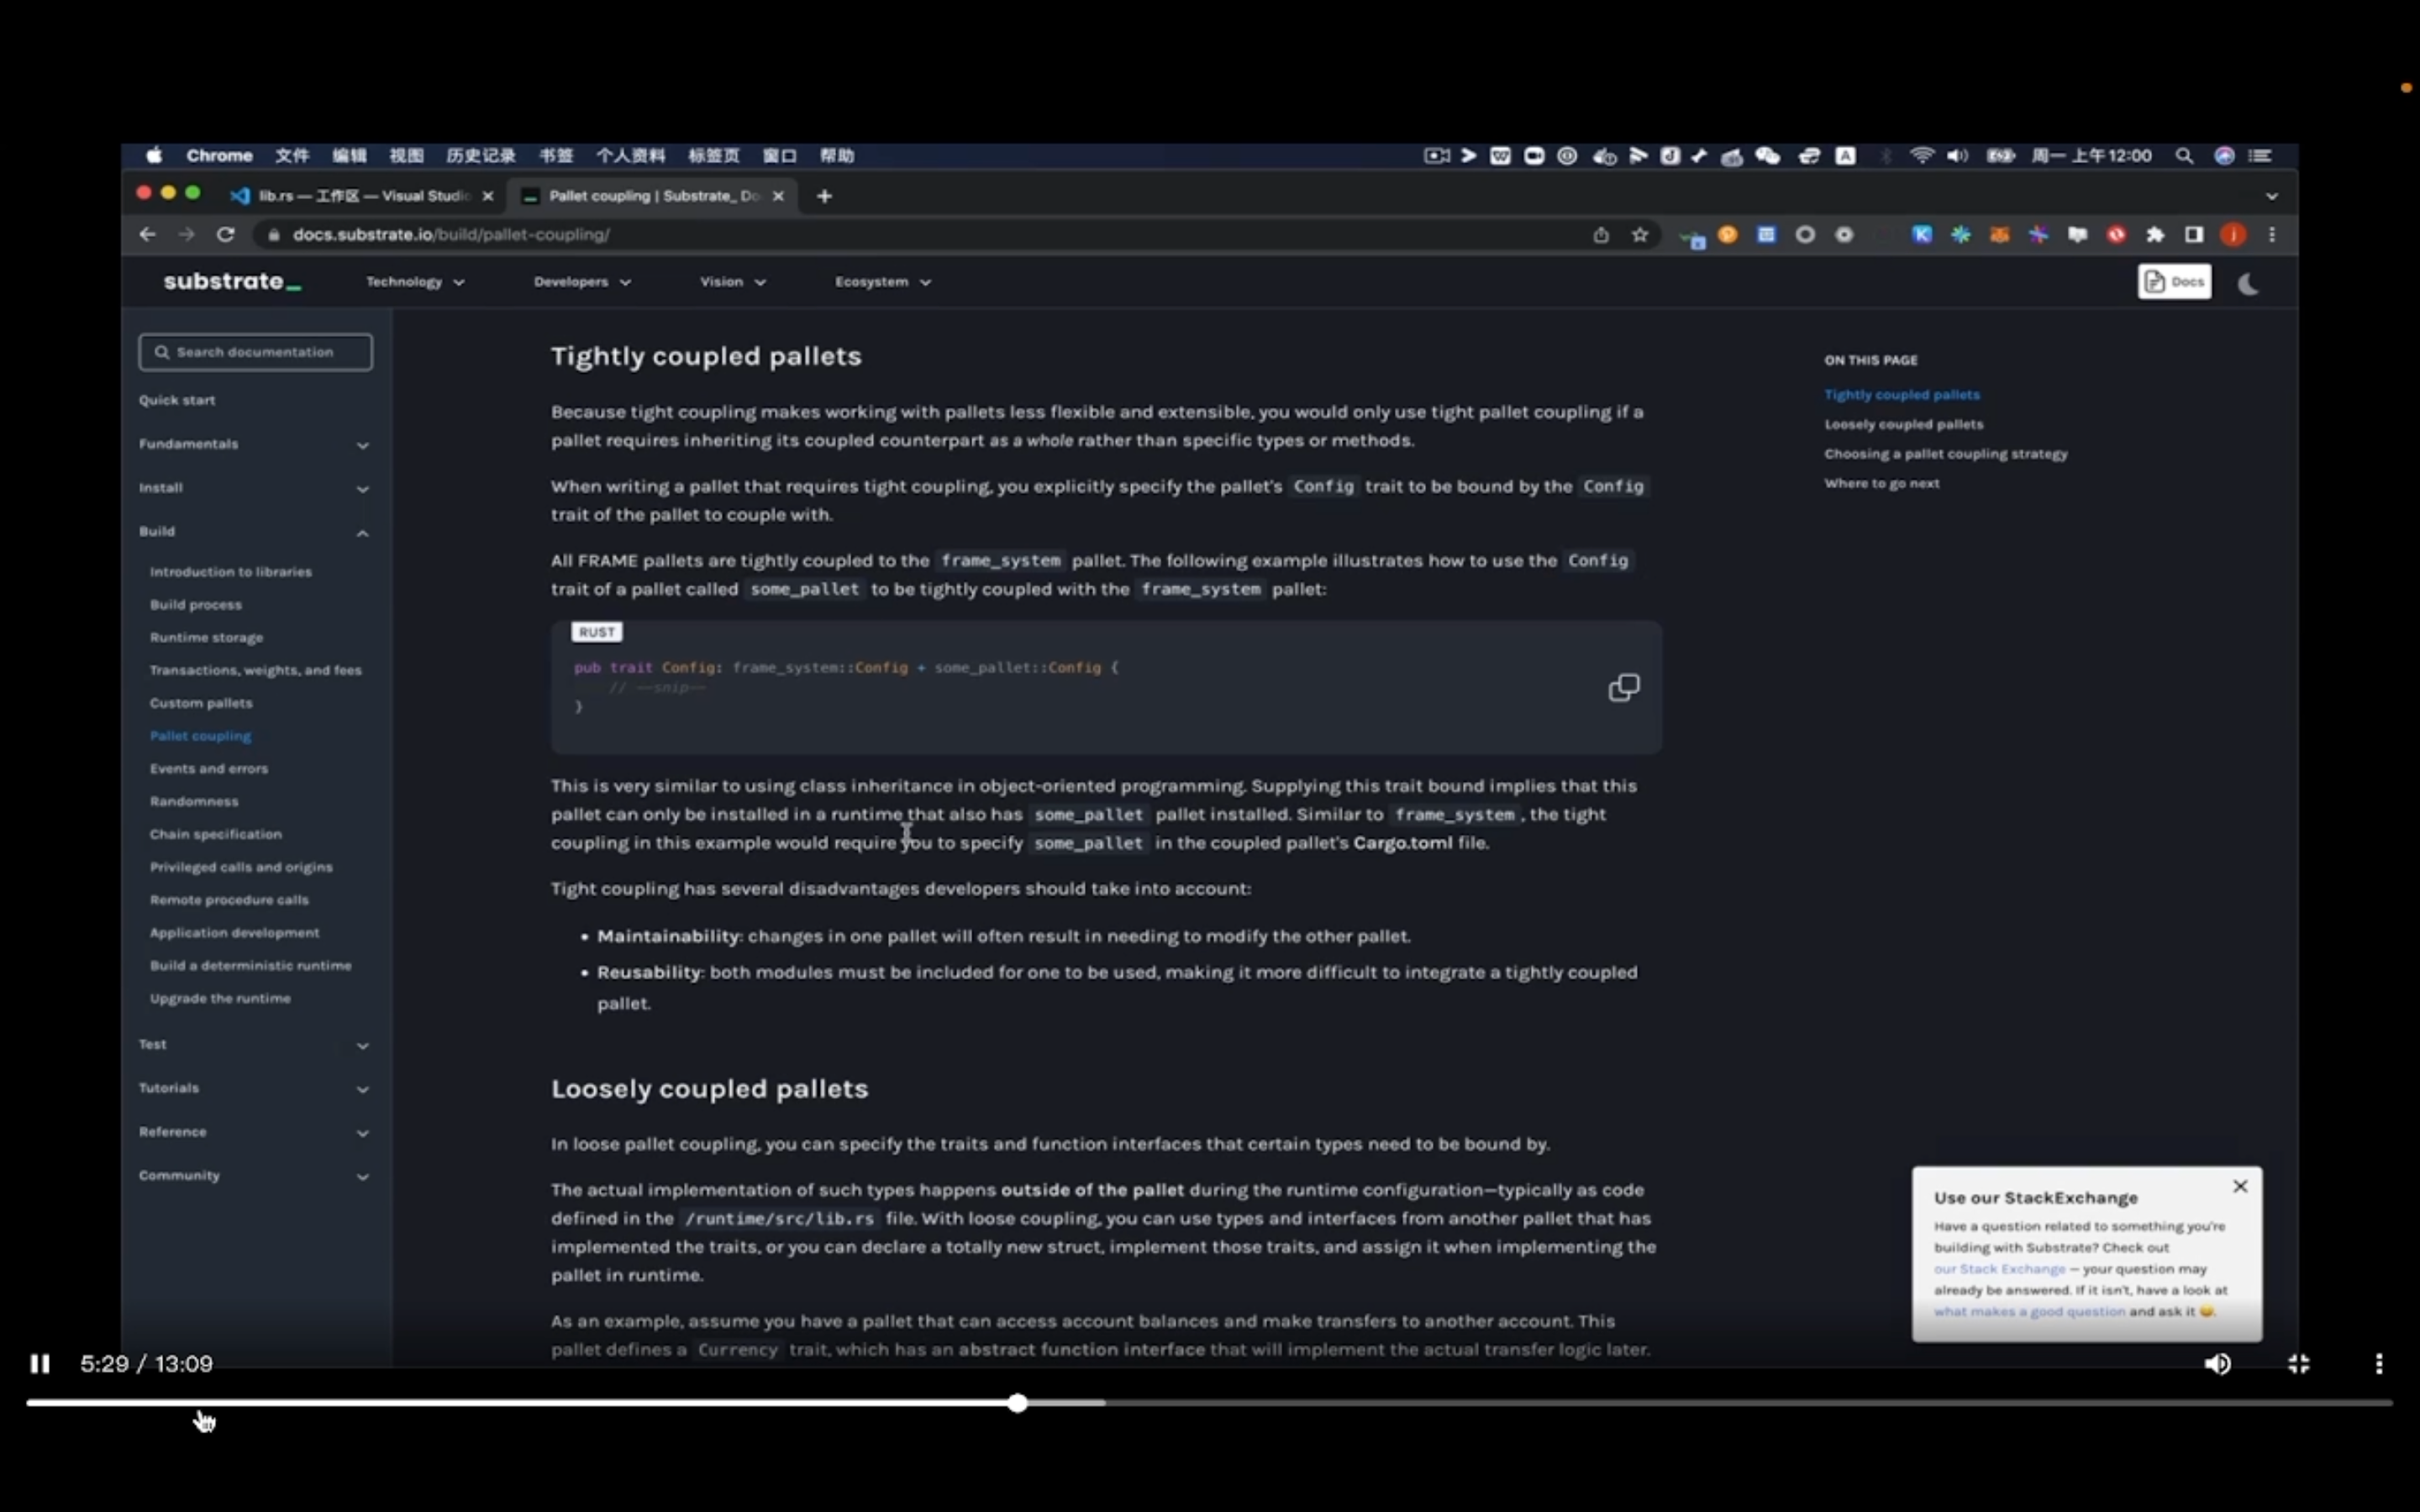 Chrome 文件 编辑 视图 历史记录 书签 个人资料 标签页 窗口 帮助 周一 上午12:00
lib.rs — 工作区 — Visual Studio Pallet coupling | Substrate_ Do
docs.substrate.io/build/pallet-coupling/
substrate_ Technology Developers Vision Ecosystem Docs
Search documentation
Quick start
Fundamentals
Install
Build
Introduction to libraries
Build process
Runtime storage
Transactions, weights, and fees
Custom pallets
Pallet coupling
Events and errors
Randomness
Chain specification
Privileged calls and origins
Remote procedure calls
Application development
Build a deterministic runtime
Upgrade the runtime
Test
Tutorials
Reference
Community
Tightly coupled pallets
Because tight coupling makes working with pallets less flexible and extensible, you would only use tight pallet coupling if a
pallet requires inheriting its coupled counterpart as a whole rather than specific types or methods.
When writing a pallet that requires tight coupling, you explicitly specify the pallet's Config trait to be bound by the Config
trait of the pallet to couple with.
All FRAME pallets are tightly coupled to the frame_system pallet. The following example illustrates how to use the Config
trait of a pallet called some_pallet to be tightly coupled with the frame_system pallet:
RUST
pub trait Config: frame_system::Config + some_pallet::Config {
// --snip--
}
This is very similar to using class inheritance in object-oriented programming. Supplying this trait bound implies that this
pallet can only be installed in a runtime that also has some_pallet pallet installed. Similar to frame_system, the tight
coupling in this example would require you to specify some_pallet in the coupled pallet's Cargo.toml file.
Tight coupling has several disadvantages developers should take into account:
• Maintainability: changes in one pallet will often result in needing to modify the other pallet.
• Reusability: both modules must be included for one to be used, making it more difficult to integrate a tightly coupled
pallet.
Loosely coupled pallets
In loose pallet coupling, you can specify the traits and function interfaces that certain types need to be bound by.
The actual implementation of such types happens outside of the pallet during the runtime configuration—typically as code
defined in the /runtime/src/lib.rs file. With loose coupling, you can use types and interfaces from another pallet that has
implemented the traits, or you can declare a totally new struct, implement those traits, and assign it when implementing the
pallet in runtime.
As an example, assume you have a pallet that can access account balances and make transfers to another account. This
pallet defines a Currency trait, which has an abstract function interface that will implement the actual transfer logic later.
ON THIS PAGE
Tightly coupled pallets
Loosely coupled pallets
Choosing a pallet coupling strategy
Where to go next
Use our StackExchange
Have a question related to something you're
building with Substrate? Check out
our Stack Exchange — your question may
already be answered. If it isn't, have a look at
what makes a good question and ask it 😄.
5:29 / 13:09